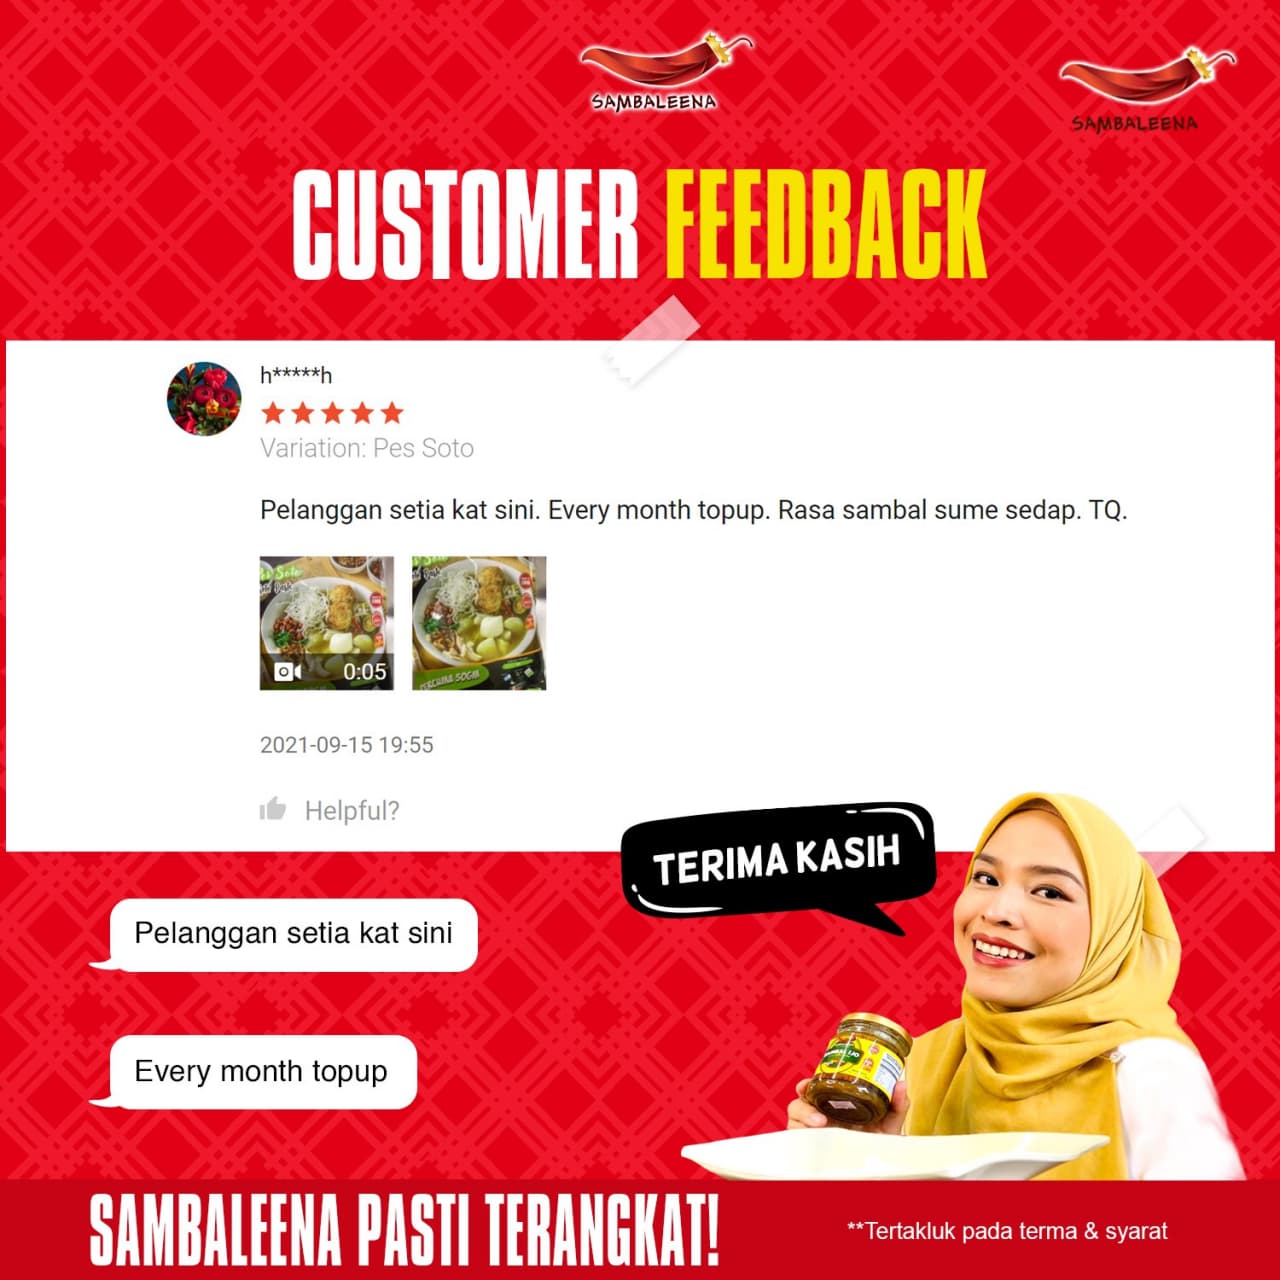 SAMBALEENA
SAMBALEENA
CUSTOMER FEEDBACK
h*****h
Variation: Pes Soto
Pelanggan setia kat sini. Every month topup. Rasa sambal sume sedap. TQ.
0:05
PERCUMA 50GM
2021-09-15 19:55
Helpful?
TERIMA KASIH
Pelanggan setia kat sini
Every month topup
SAMBALEENA PASTI TERANGKAT!
**Tertakluk pada terma & syarat